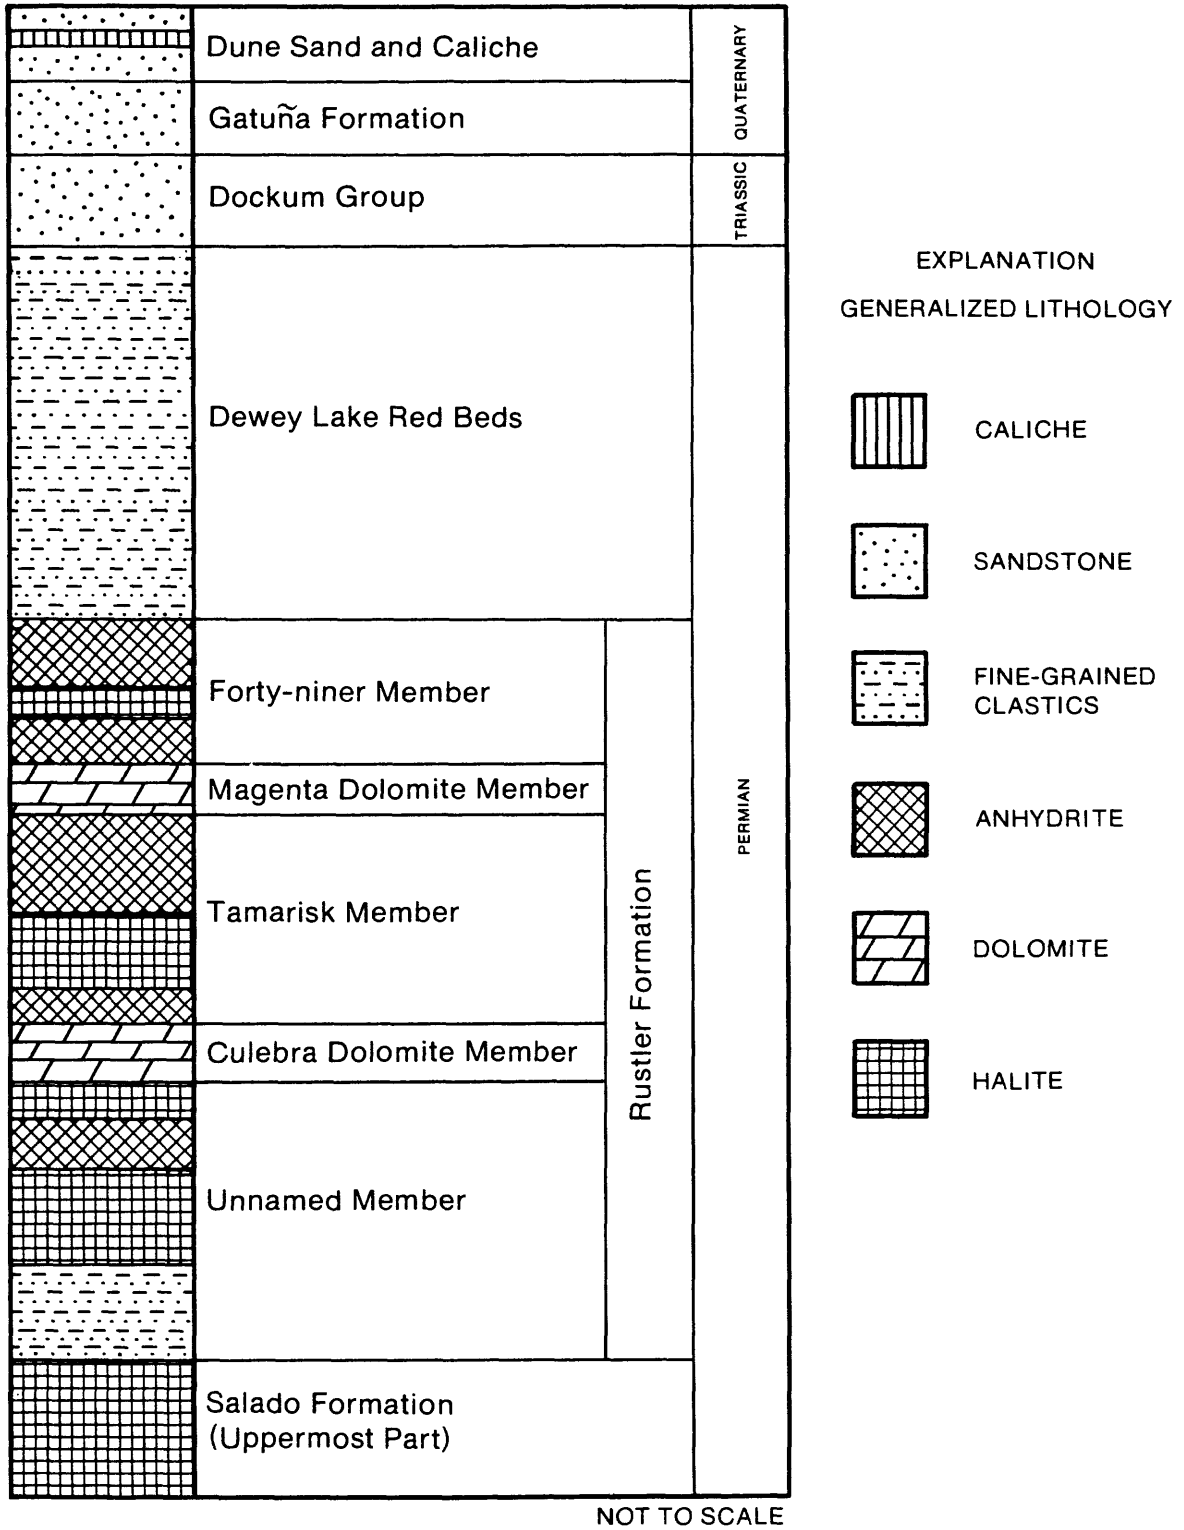 Dune Sand and Caliche
Gatuña Formation
QUATERNARY
Dockum Group
TRIASSIC
Dewey Lake Red Beds
Forty-niner Member
Magenta Dolomite Member
Tamarisk Member
Culebra Dolomite Member
Unnamed Member
Rustler Formation
Salado Formation
(Uppermost Part)
PERMIAN
NOT TO SCALE
EXPLANATION
GENERALIZED LITHOLOGY
CALICHE
SANDSTONE
FINE-GRAINED
CLASTICS
ANHYDRITE
DOLOMITE
HALITE